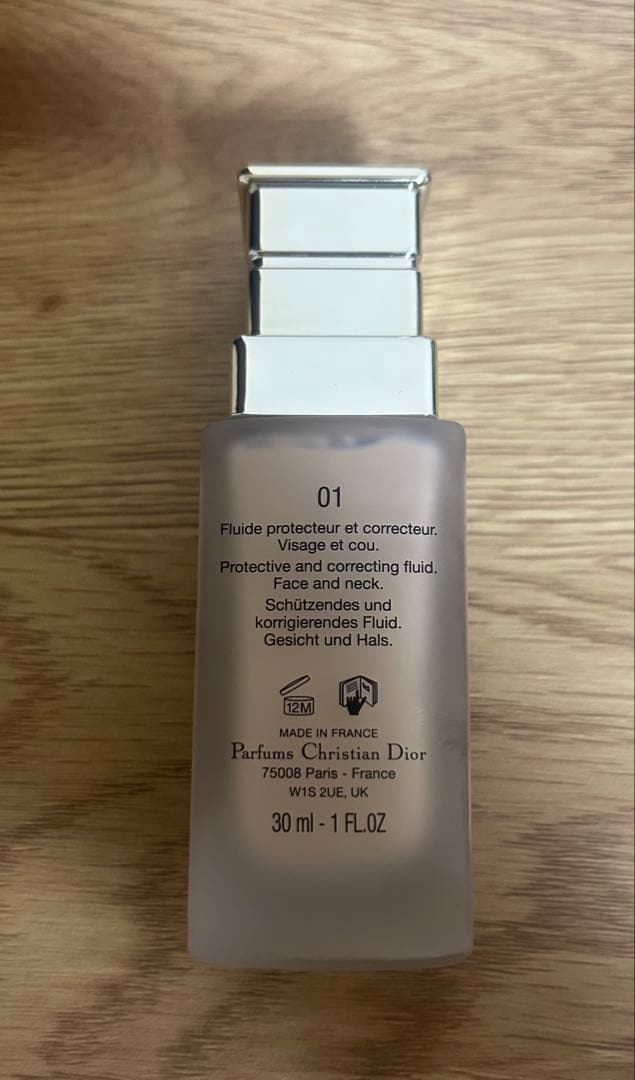 01
Fluide protecteur et correcteur.
Visage et cou.
Protective and correcting fluid.
Face and neck.
Schützendes und
korrigierendes Fluid.
Gesicht und Hals.
12M
MADE IN FRANCE
Parfums Christian Dior
75008 Paris - France
W1S 2UE, UK
30 ml - 1 FL.OZ